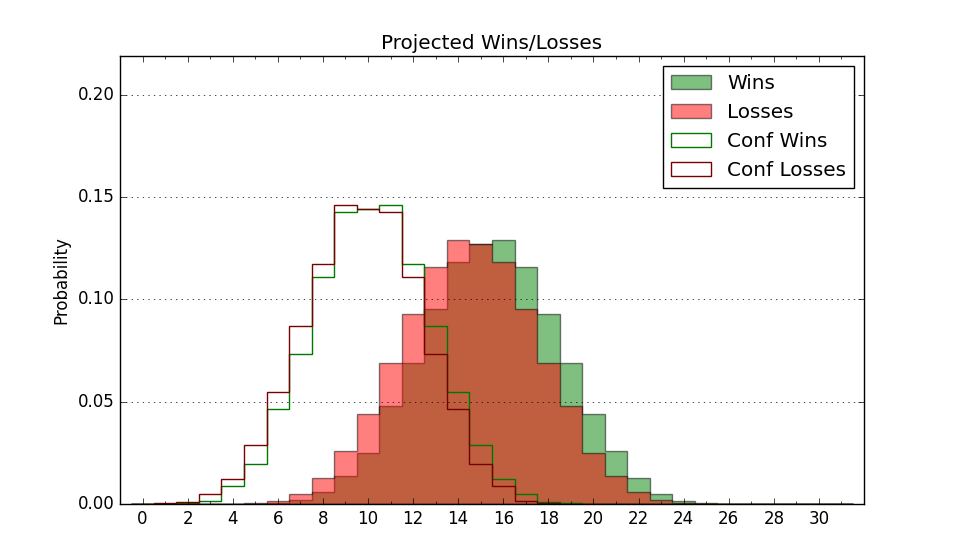 Projected Wins/Losses
Wins
Losses
Conf Wins
Conf Losses
Probability
0.20
0.15
0.10
0.05
0.00
0 2 4 6 8 10 12 14 16 18 20 22 24 26 28 30